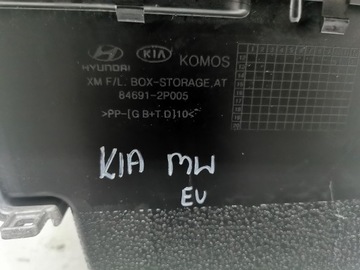 HYUNDAI KIA KOMOS
XM F/L. BOX-STORAGE,AT
84691-2P005
>PP-[G B+T D]10<
KIA MW
EU